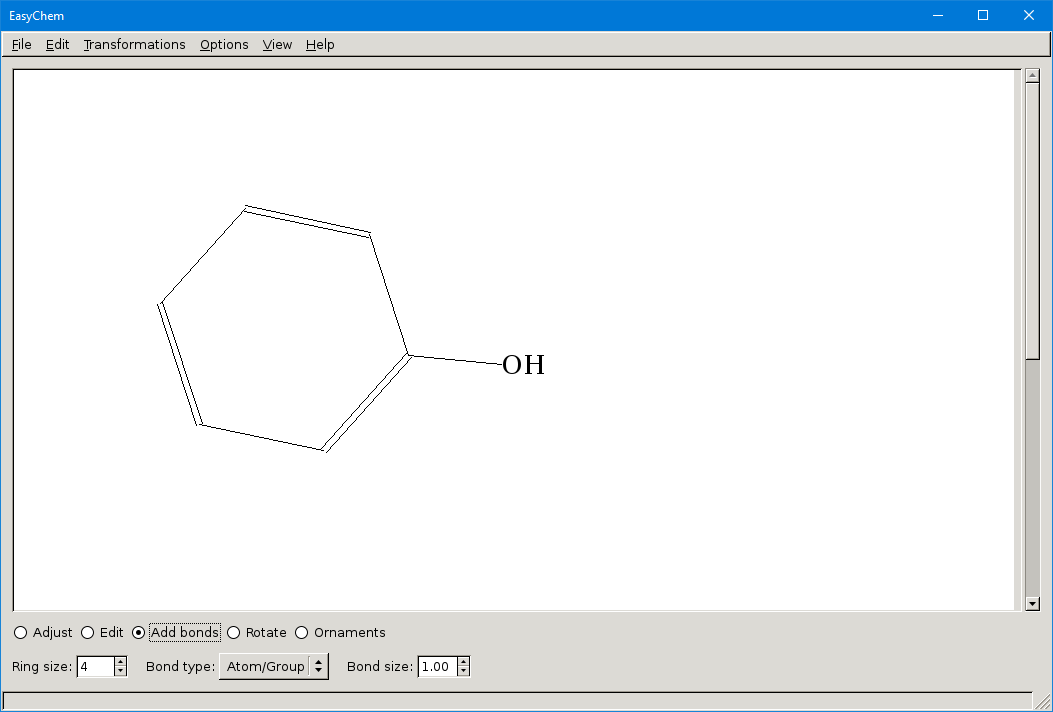 EasyChem
File Edit Transformations Options View Help
OH
Adjust Edit Add bonds Rotate Ornaments
Ring size: 4 Bond type: Atom/Group Bond size: 1.00